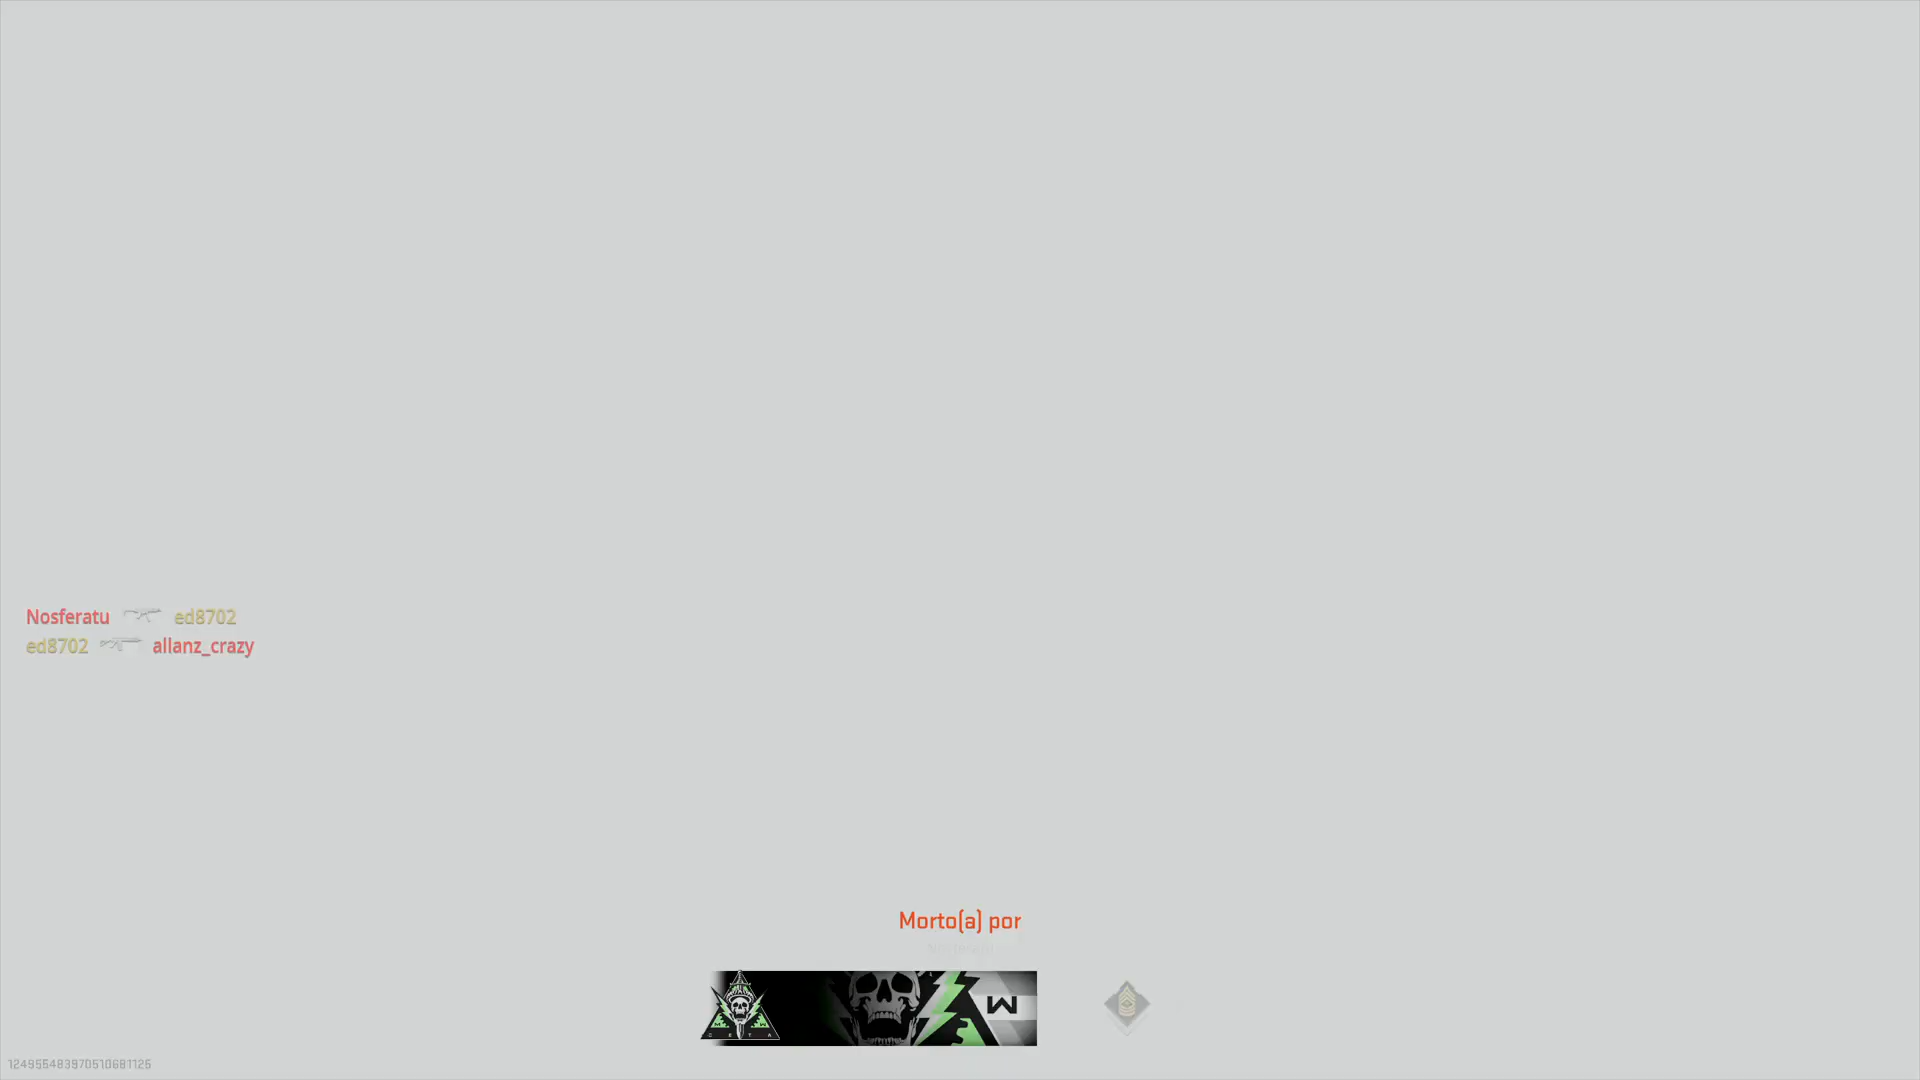 Nosferatu ed8702
ed8702 allanz_crazy
Morto(a) por
W
124955483970510681125